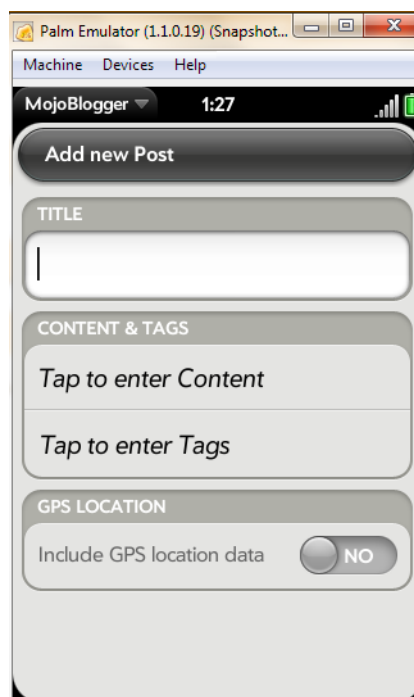 Palm Emulator (1.1.0.19) (Snapshot...
Machine Devices Help
MojoBlogger 1:27
Add new Post
TITLE
CONTENT & TAGS
Tap to enter Content
Tap to enter Tags
GPS LOCATION
Include GPS location data NO